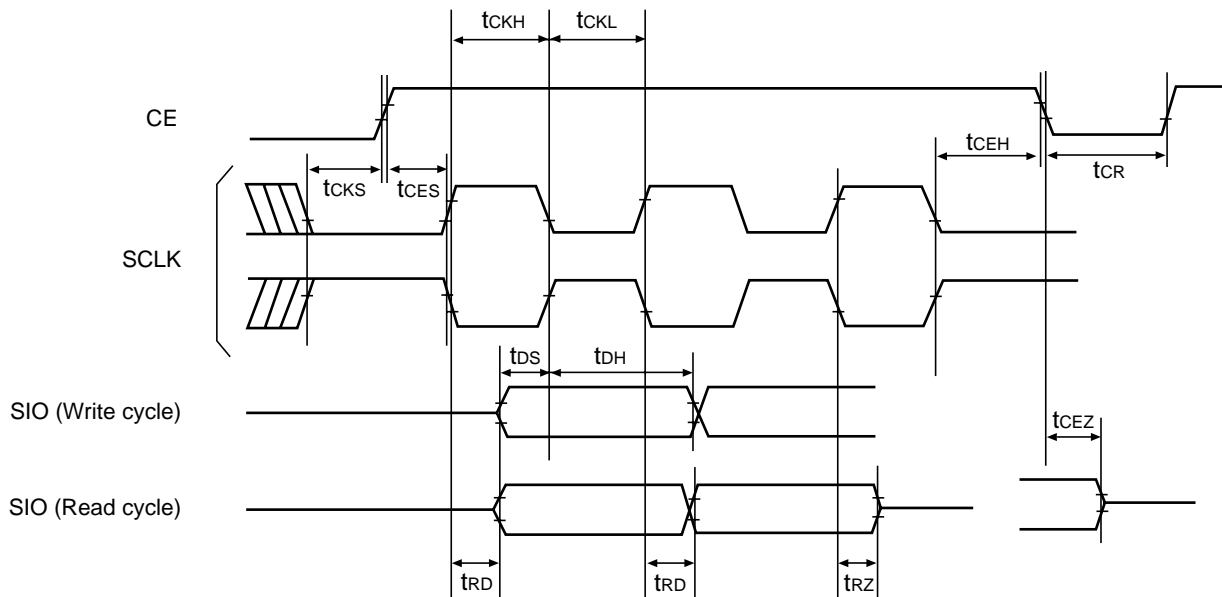 tCKH
tCKL
CE
tCEH
tCKS
tCES
tCR
SCLK
tDS
tDH
SIO (Write cycle)
tCEZ
SIO (Read cycle)
tRD
tRD
tRZ